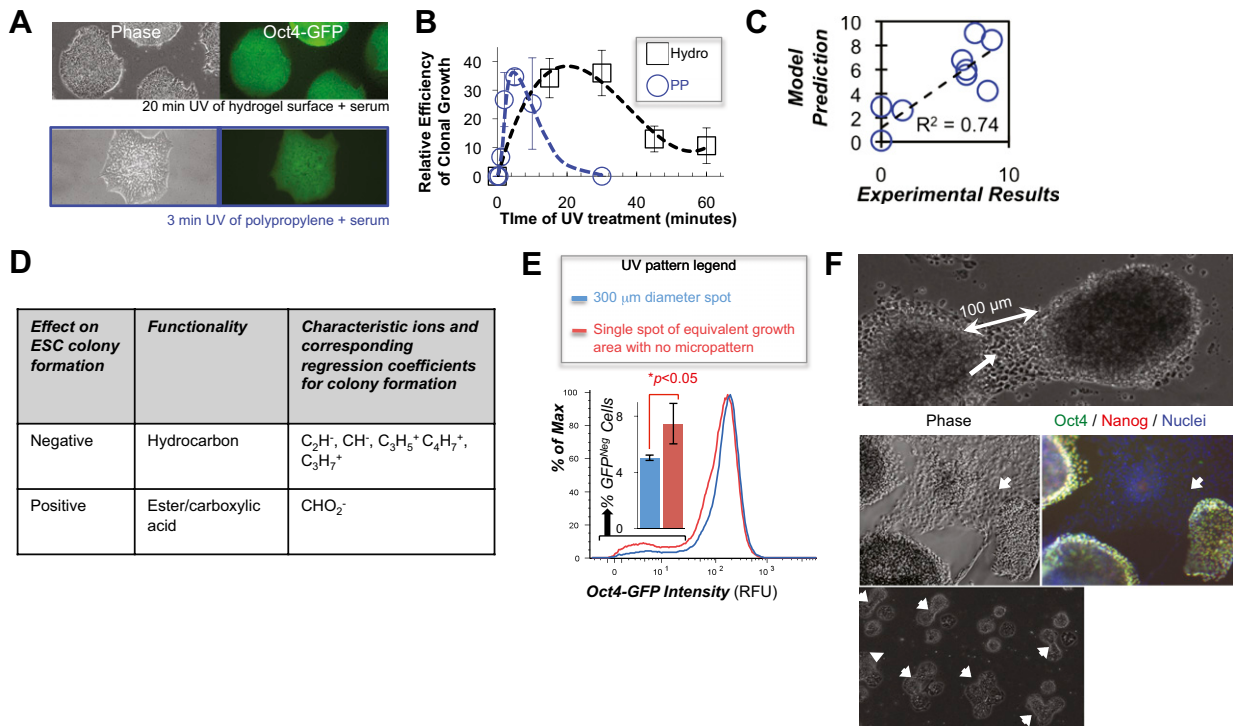 A
Phase
Oct4-GFP
20 min UV of hydrogel surface + serum
3 min UV of polypropylene + serum
B
Relative Efficiency
of Clonal Growth
40
30
20
10
0
0
20
40
60
TIme of UV treatment (minutes)
Hydro
PP
C
Model
Prediction
10
8
6
4
2
0
R² = 0.74
0
10
Experimental Results
D
Effect on
ESC colony
formation
Functionality
Characteristic ions and
corresponding
regression coefficients
for colony formation
Negative
Hydrocarbon
C₂H⁻, CH⁻, C₃H₅⁺ C₄H₇⁺,
C₃H₇⁺
Positive
Ester/carboxylic
acid
CHO₂⁻
E
UV pattern legend
300 μm diameter spot
Single spot of equivalent growth
area with no micropattern
*p<0.05
% of Max
100
80
60
40
20
0
% GFPᴺᵉᵍ Cells
8
4
0
0
10¹
10²
10³
Oct4-GFP Intensity (RFU)
F
100 μm
Phase
Oct4 / Nanog / Nuclei